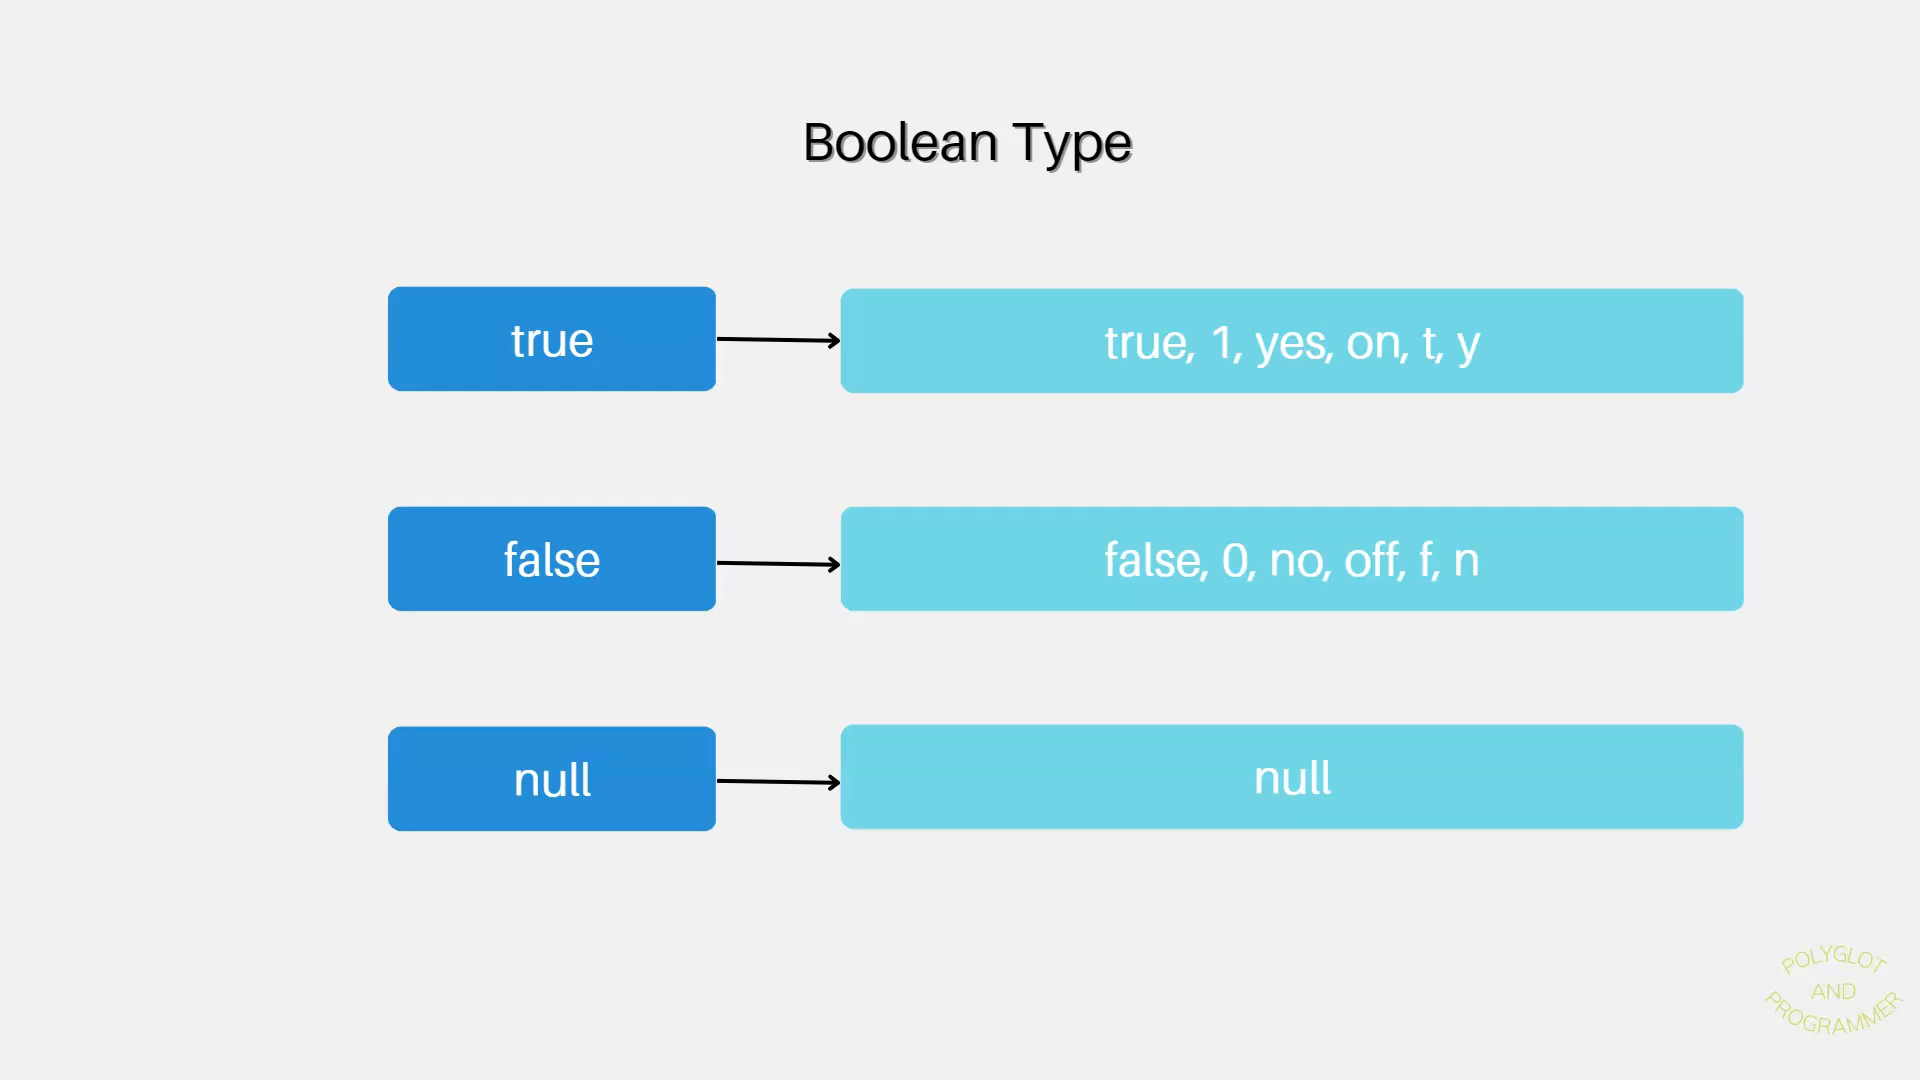 Boolean Type
true
true, 1, yes, on, t, y
false
false, 0, no, off, f, n
null
null
POLYGLOT
AND
PROGRAMMER